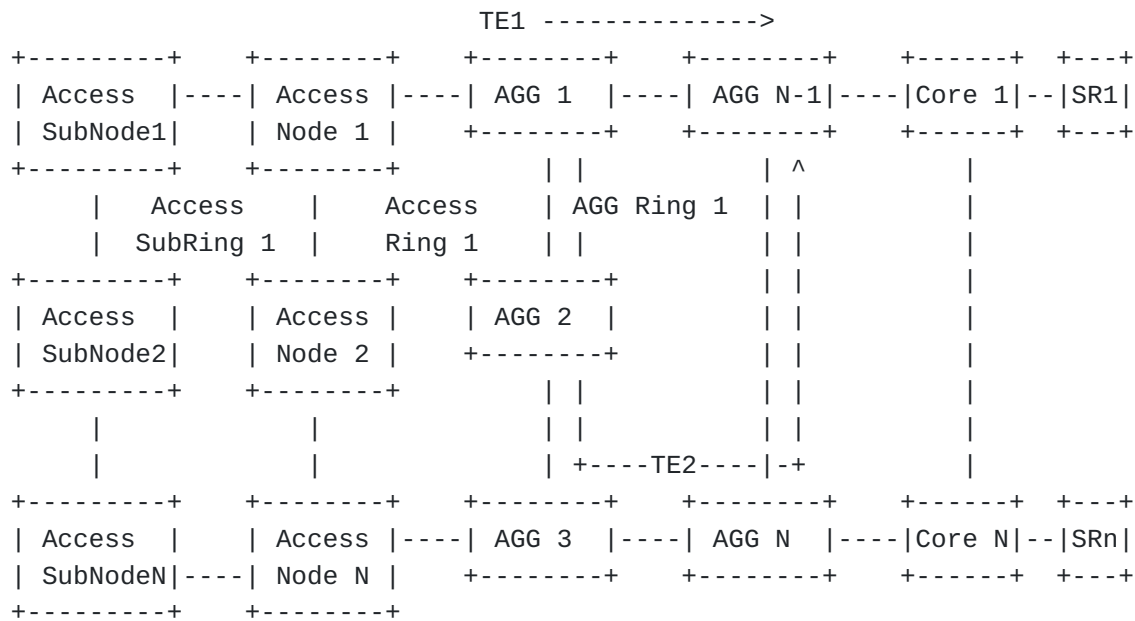 TE1 -------------->
+---------+    +--------+    +--------+    +--------+    +------+  +---+
| Access  |----| Access |----| AGG 1  |----| AGG N-1|----|Core 1|--|SR1|
| SubNode1|    | Node 1 |    +--------+    +--------+    +------+  +---+
+---------+    +--------+         | |            | ^          |
     |   Access    |    Access    | AGG Ring 1  | |          |
     |  SubRing 1  |    Ring 1    | |            | |          |
+---------+    +--------+    +--------+          | |          |
| Access  |    | Access |    | AGG 2  |          | |          |
| SubNode2|    | Node 2 |    +--------+          | |          |
+---------+    +--------+         | |            | |          |
     |             |              | |            | |          |
     |             |              | +----TE2----|-+          |
+---------+    +--------+    +--------+    +--------+    +------+  +---+
| Access  |    | Access |----| AGG 3  |----| AGG N  |----|Core N|--|SRn|
| SubNodeN|----| Node N |    +--------+    +--------+    +------+  +---+
+---------+    +--------+